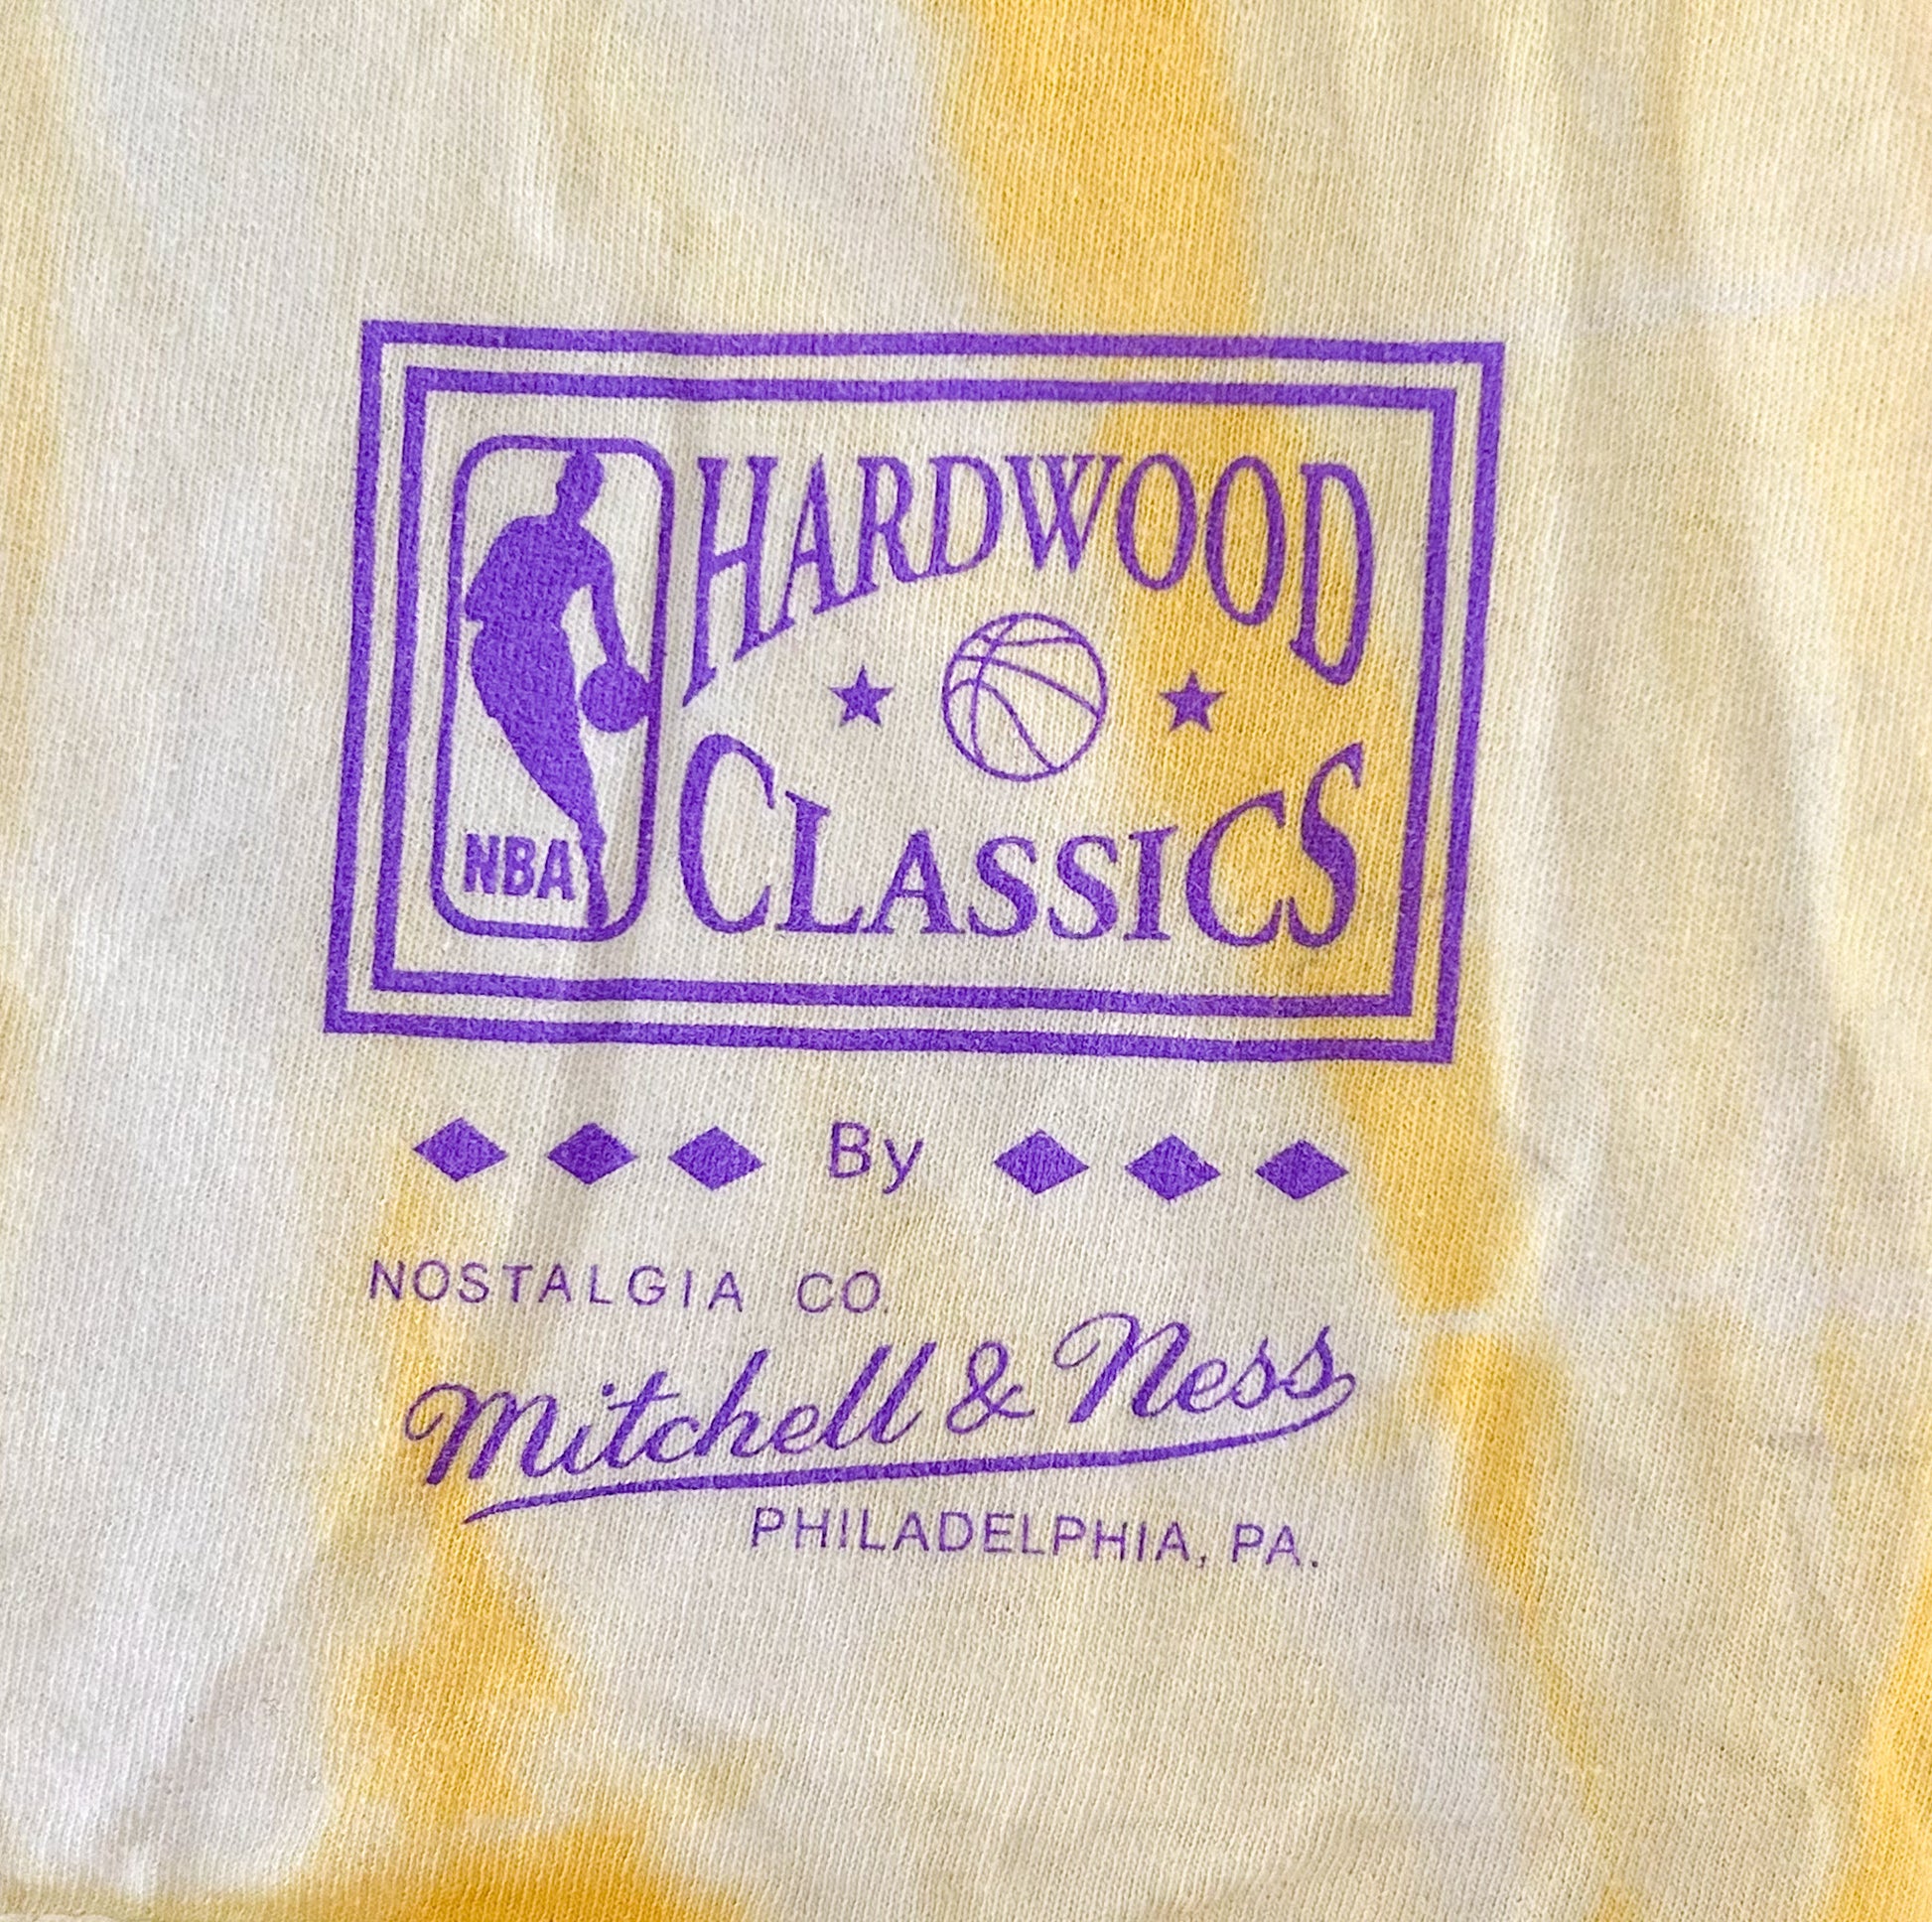 NBA
HARDWOOD
CLASSICS
By
NOSTALGIA CO.
Mitchell & Ness
PHILADELPHIA, PA.